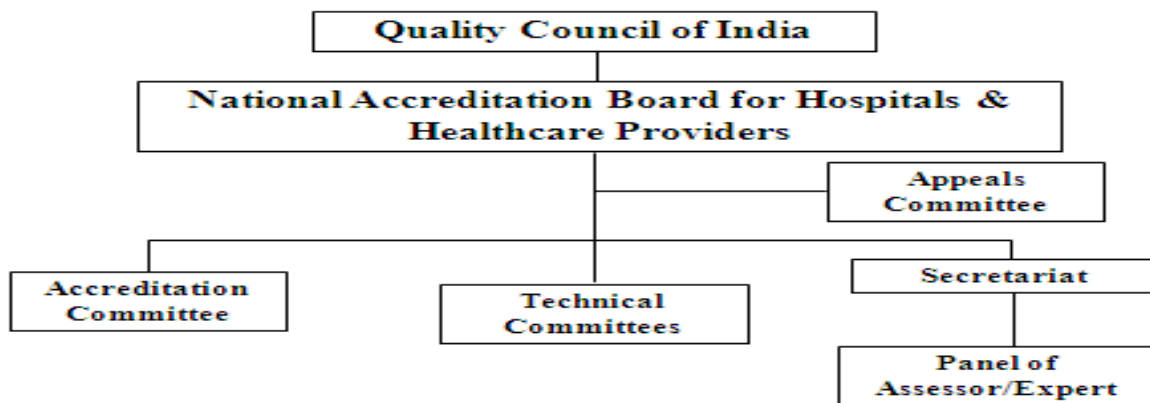 Quality Council of India
National Accreditation Board for Hospitals &
Healthcare Providers
Appeals
Committee
Accreditation
Committee
Technical
Committees
Secretariat
Panel of
Assessor/Expert